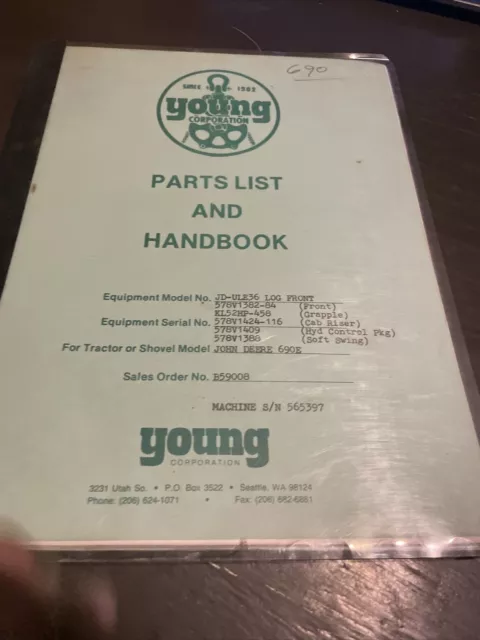 690
SINCE 1902
young
CORPORATION
PARTS LIST
AND
HANDBOOK
Equipment Model No. JD-ULE36 LOG FRONT
578V1382-84 (Front)
KL52HP-458 (Grapple)
Equipment Serial No. 578V1424-116 (Cab Riser)
578V1409 (Hyd Control Pkg)
578V1388 (Soft Swing)
For Tractor or Shovel Model JOHN DEERE 690E
Sales Order No. B59008
MACHINE S/N 565397
young
CORPORATION
3231 Utah So. • P.O. Box 3522 • Seattle, WA 98124
Phone: (206) 624-1071 • Fax: (206) 682-6881